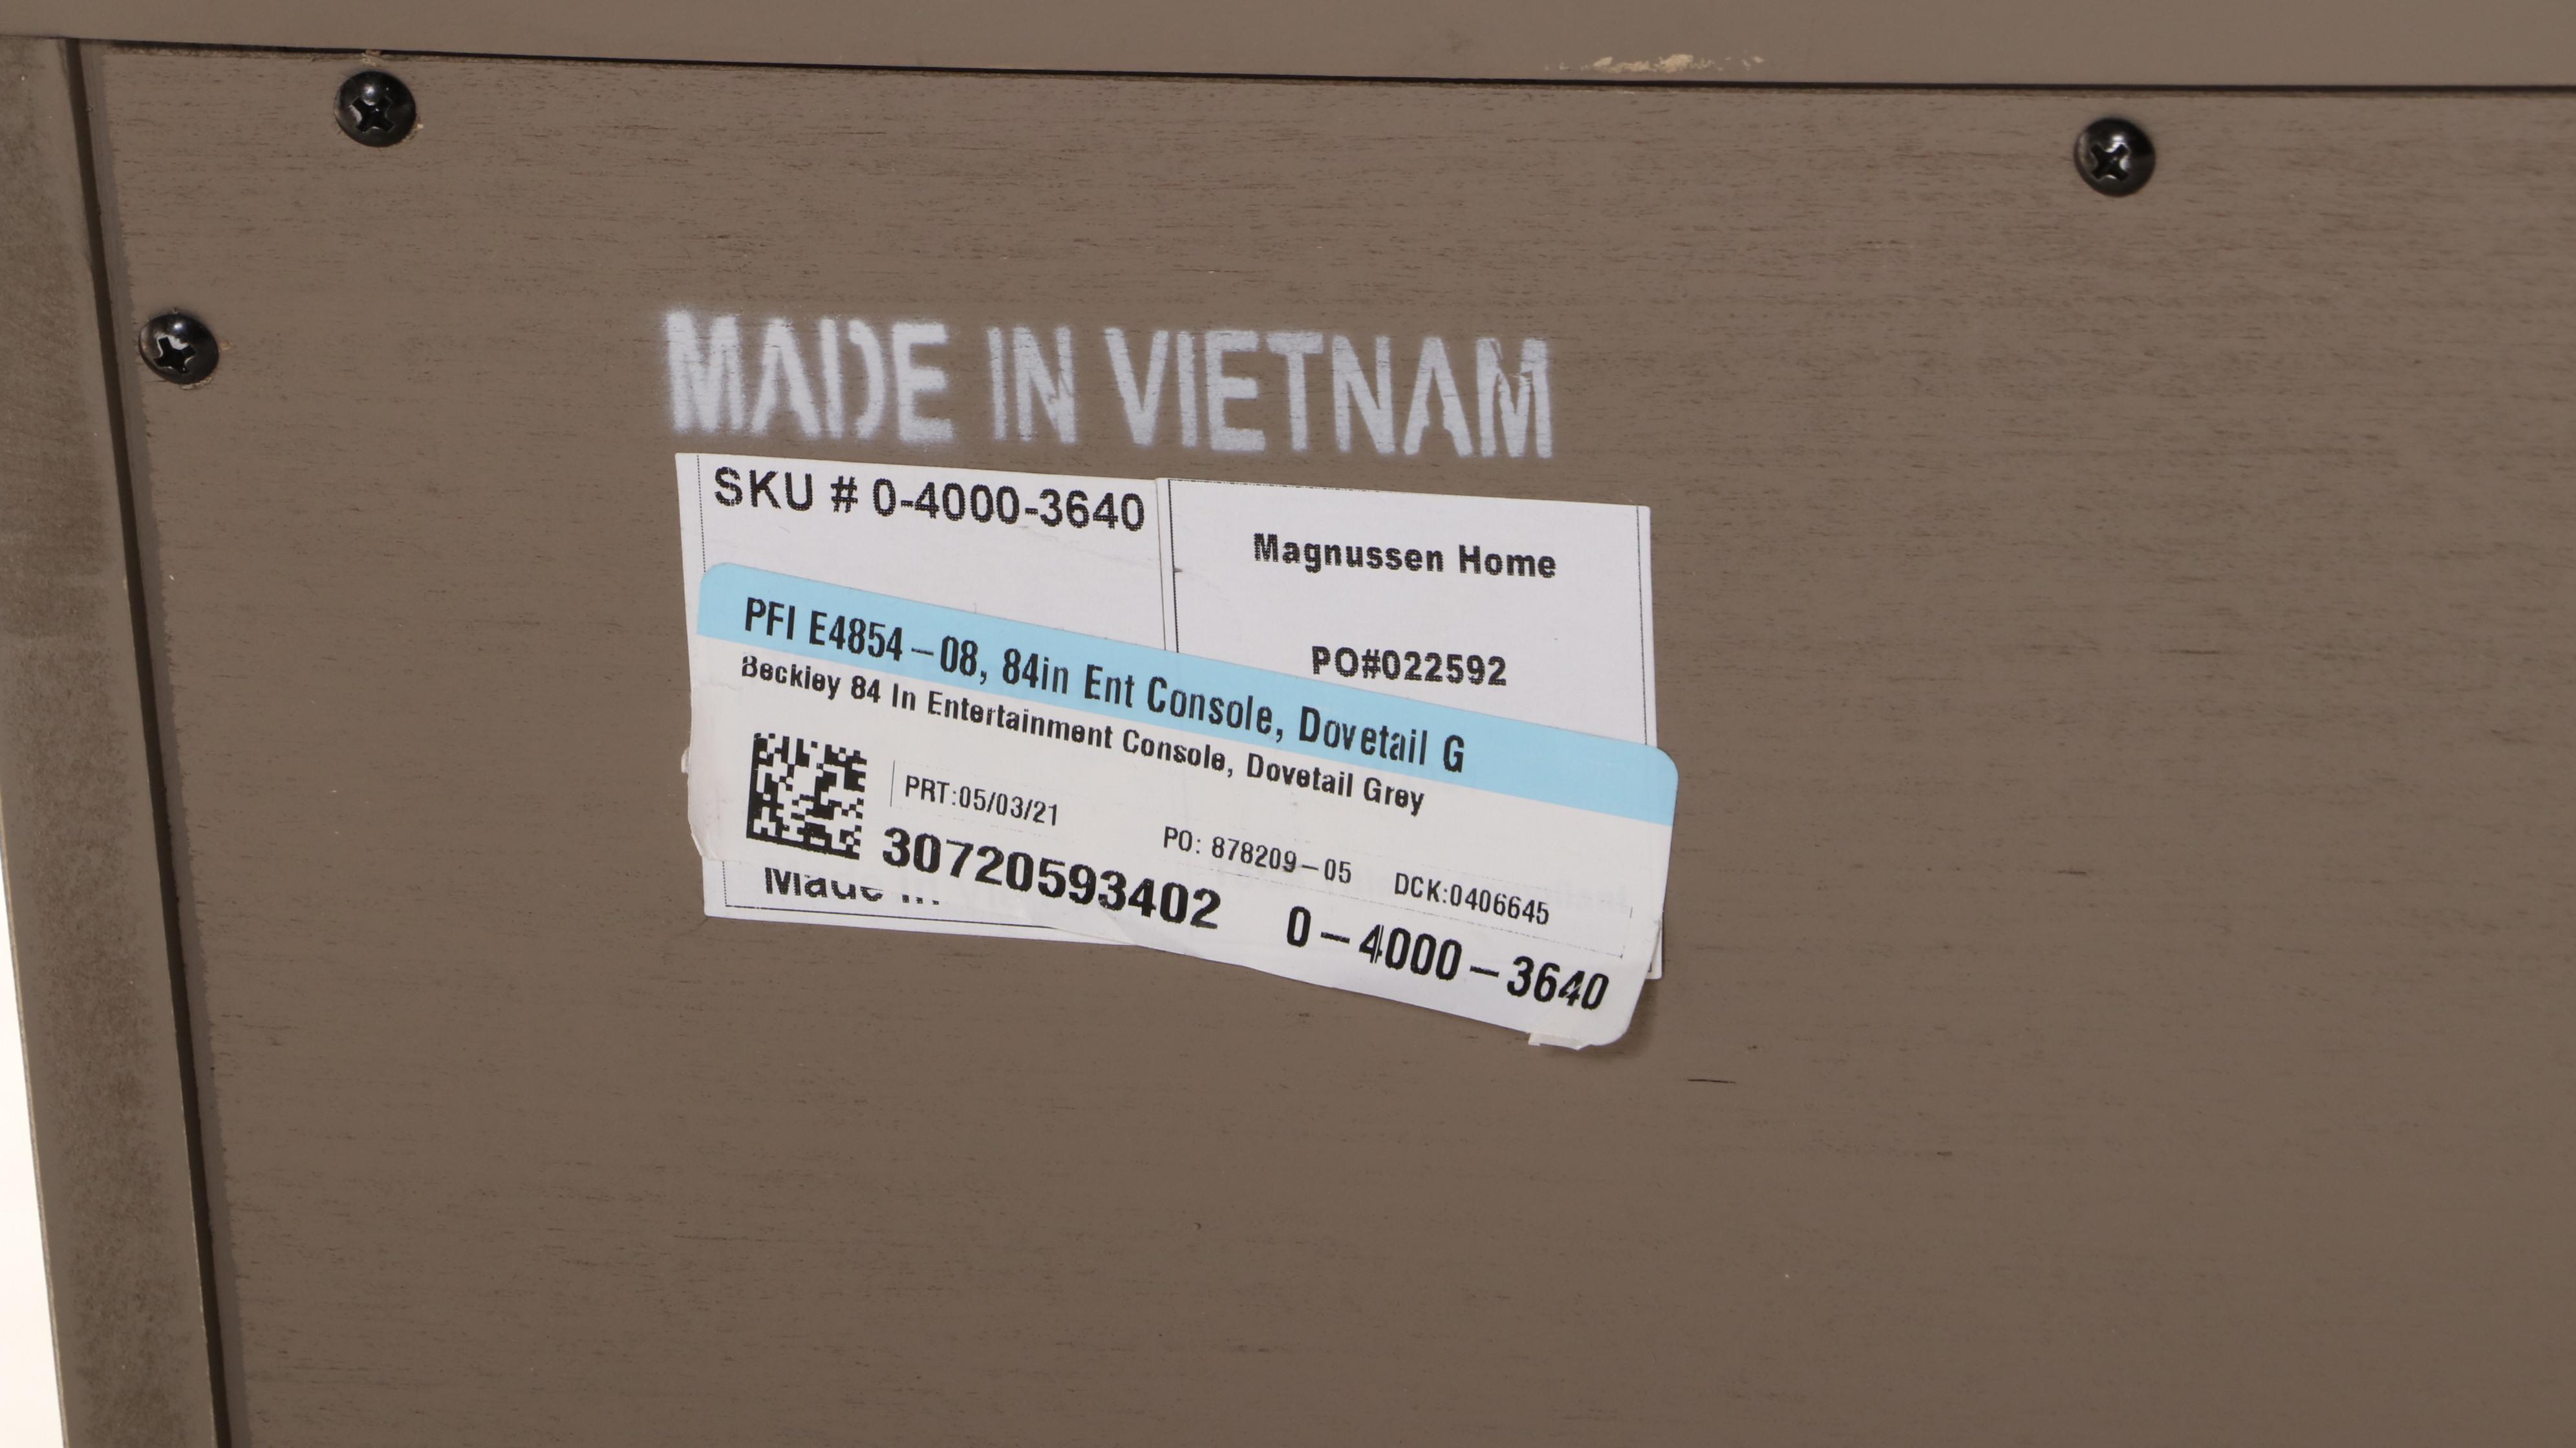 MADE IN VIETNAM
SKU # 0-4000-3640
Magnussen Home
PO#022592
PFI E4854-08, 84in Ent Console, Dovetail G
Beckley 84 In Entertainment Console, Dovetail Grey
PRT:05/03/21
PO: 878209-05 DCK:0406645
30720593402 0-4000-3640
Made